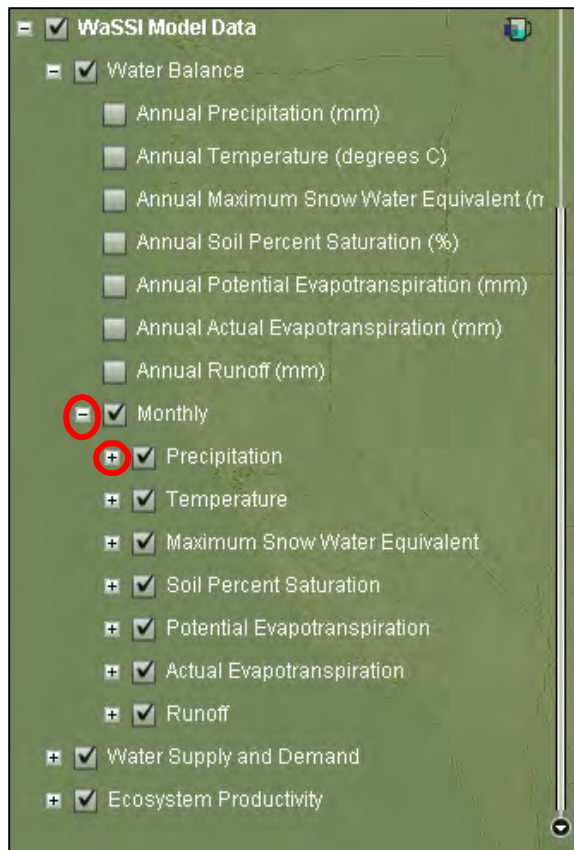 WaSSI Model Data
Water Balance
Annual Precipitation (mm)
Annual Temperature (degrees C)
Annual Maximum Snow Water Equivalent (m
Annual Soil Percent Saturation (%)
Annual Potential Evapotranspiration (mm)
Annual Actual Evapotranspiration (mm)
Annual Runoff (mm)
Monthly
Precipitation
Temperature
Maximum Snow Water Equivalent
Soil Percent Saturation
Potential Evapotranspiration
Actual Evapotranspiration
Runoff
Water Supply and Demand
Ecosystem Productivity